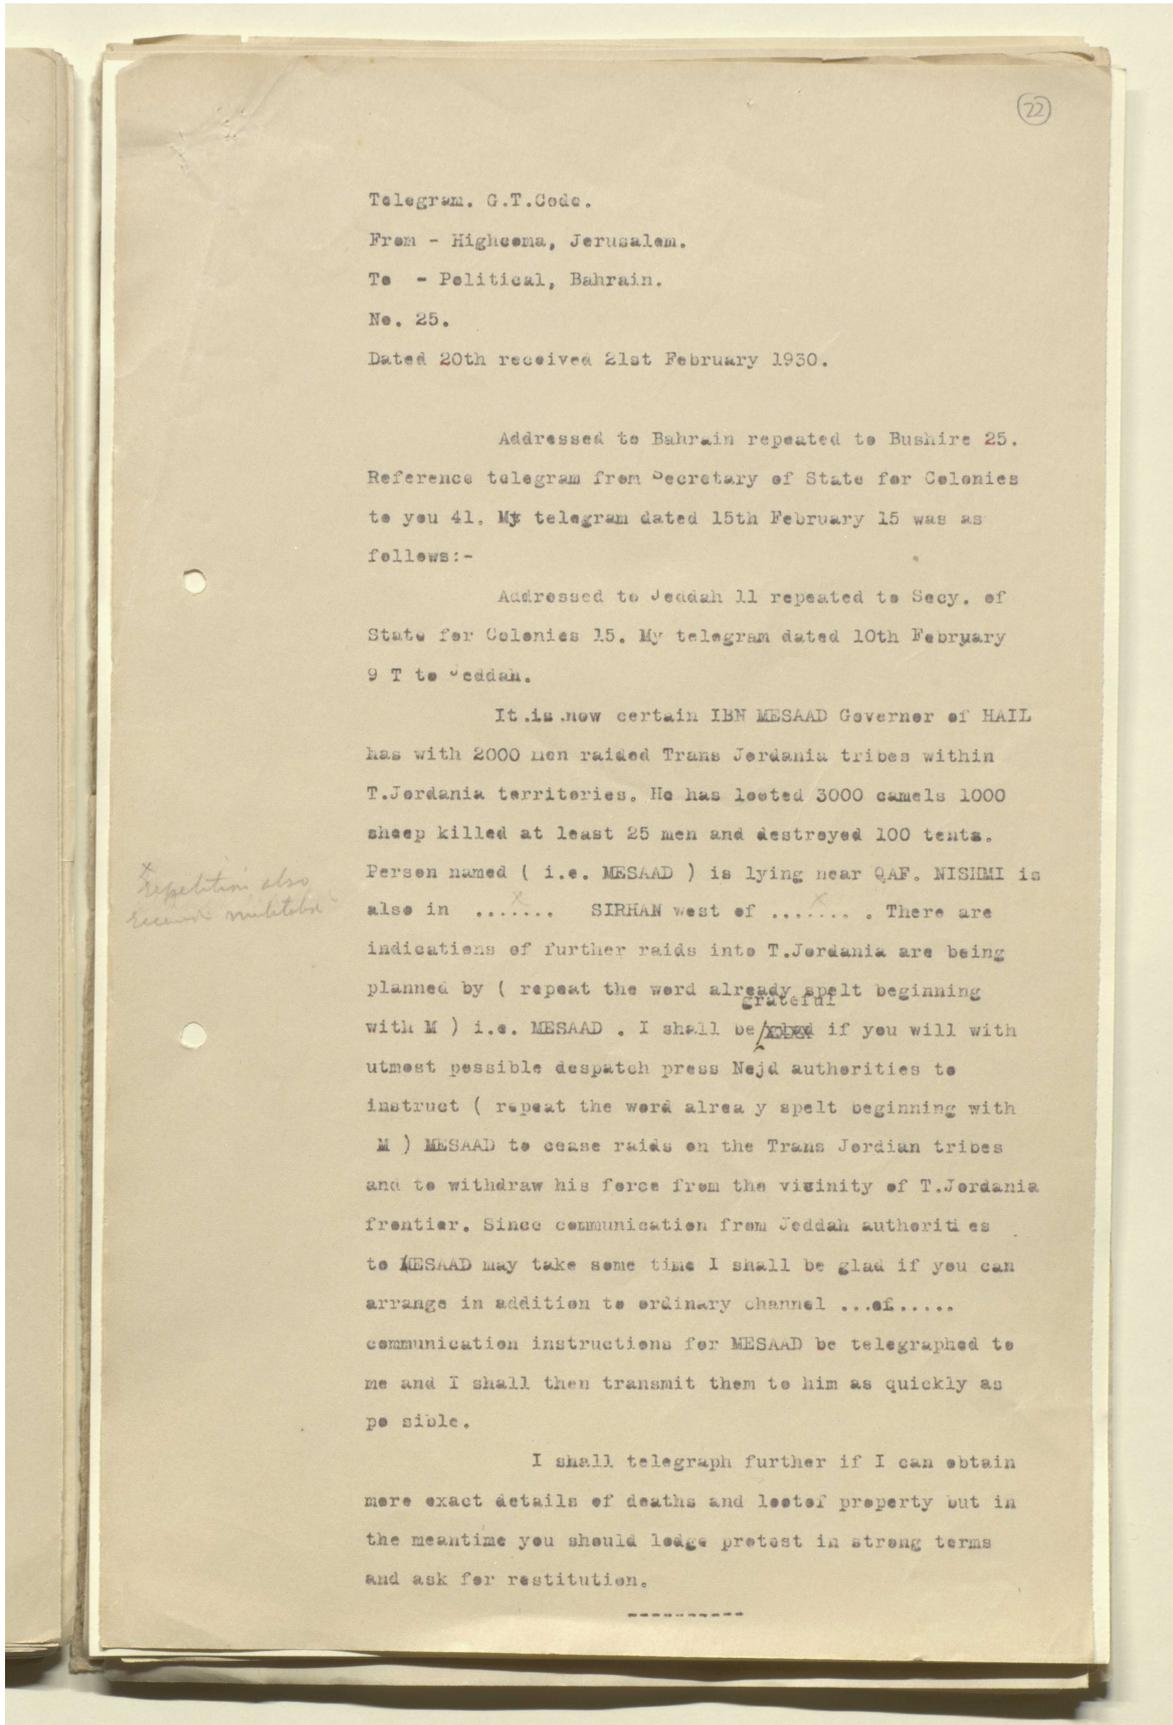 22
Telegram. G.T.Code.
From - Highcoma, Jerusalem.
To - Political, Bahrain.
No. 25.
Dated 20th received 21st February 1930.
Addressed to Bahrain repeated to Bushire 25.
Reference telegram from Secretary of State for Colonies
to you 41. My telegram dated 15th February 15 was as
follows:-
Addressed to Jeddah 11 repeated to Secy. of
State for Colonies 15. My telegram dated 10th February
9 T to Jeddah.
It.is.now certain IBN MESAAD Governor of HAIL
has with 2000 men raided Trans Jordania tribes within
T.Jordania territories. He has looted 3000 camels 1000
sheep killed at least 25 men and destroyed 100 tents.
Person named ( i.e. MESAAD ) is lying near QAF. NISHMI is
x
Repetition also
also in ....x... SIRHAN west of ....x... . There are
received mutilated
indications of further raids into T.Jordania are being
planned by ( repeat the word already spelt beginning
grateful
with M ) i.e. MESAAD . I shall be /glad if you will with
utmost possible despatch press Nejd authorities to
instruct ( repeat the word alrea y spelt beginning with
M ) MESAAD to cease raids on the Trans Jordian tribes
and to withdraw his force from the vicinity of T.Jordania
frontier. Since communication from Jeddah authorities
to MESAAD may take some time I shall be glad if you can
arrange in addition to ordinary channel ...of.....
communication instructions for MESAAD be telegraphed to
me and I shall then transmit them to him as quickly as
po sible.
I shall telegraph further if I can obtain
more exact details of deaths and lootof property but in
the meantime you should lodge protest in strong terms
and ask for restitution.
----------